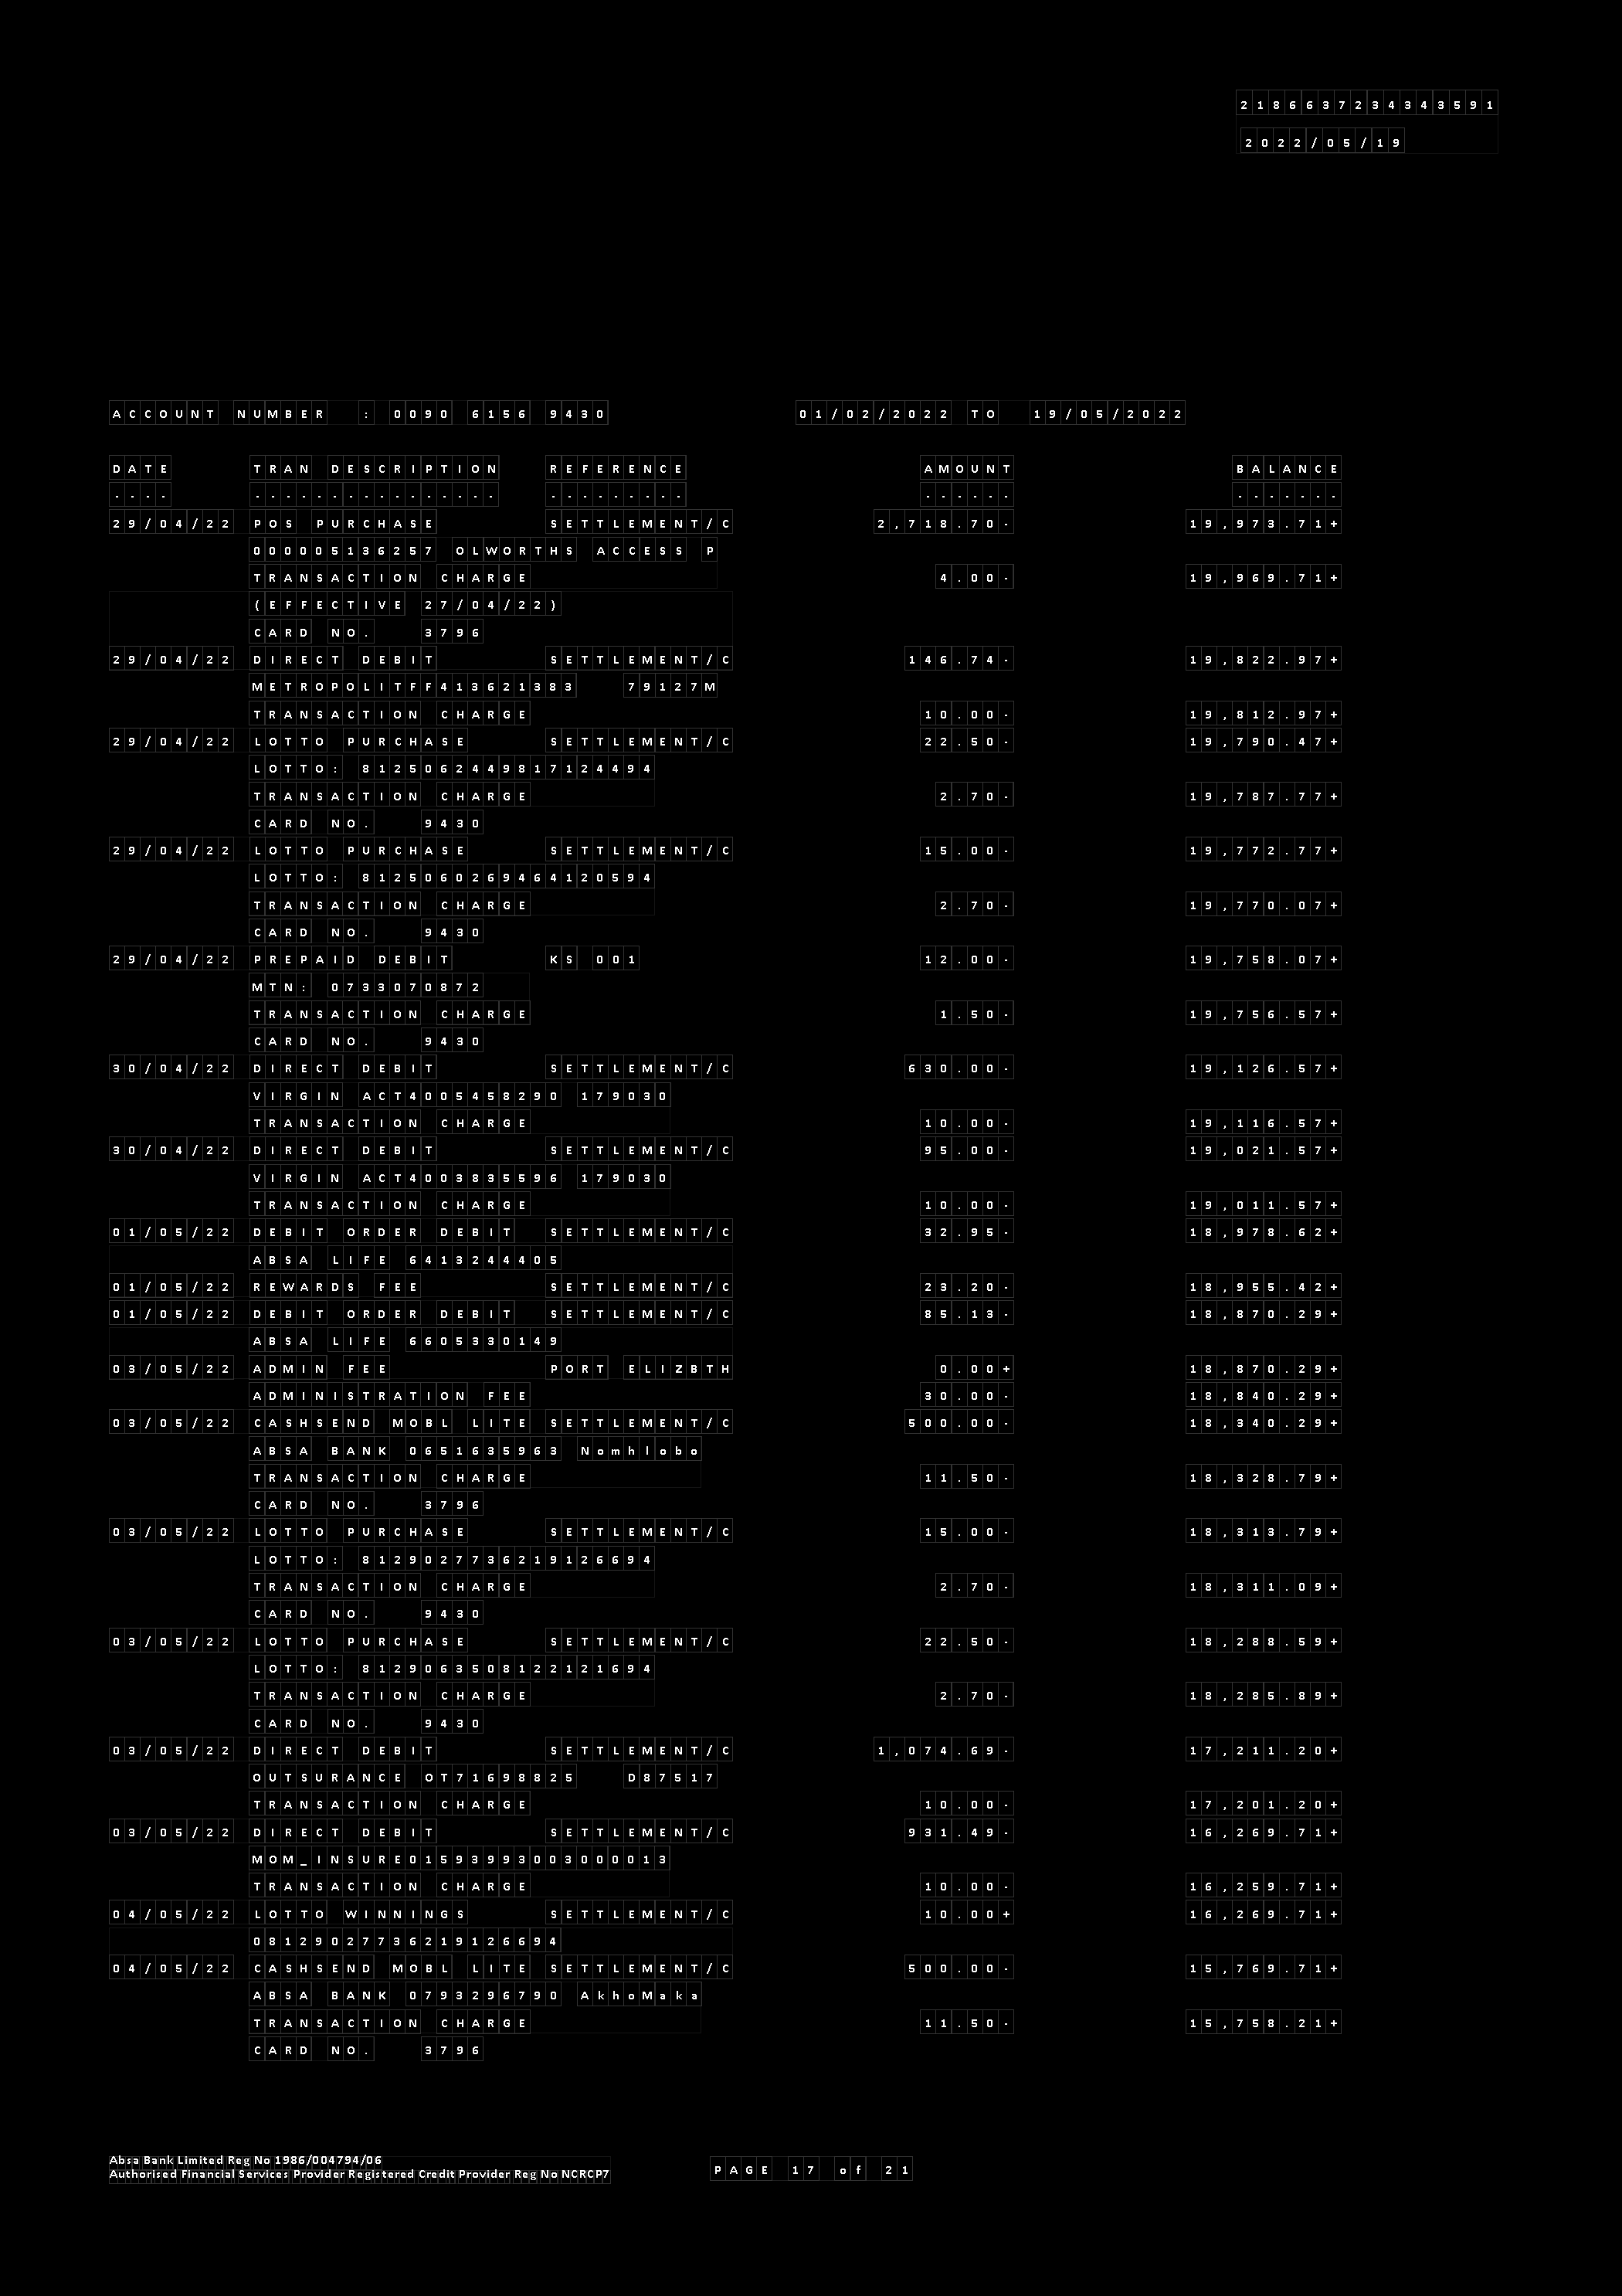 2186637234343591
2022/05/19
ACCOUNT NUMBER : 0090 6156 9430 01/02/2022 TO 19/05/2022
DATE TRAN DESCRIPTION REFERENCE AMOUNT BALANCE
---- ---------------- --------- ------ -------
29/04/22 POS PURCHASE SETTLEMENT/C 2,718.70- 19,973.71+
000005136257 OLWORTHS ACCESS P
TRANSACTION CHARGE 4.00- 19,969.71+
(EFFECTIVE 27/04/22)
CARD NO. 3796
29/04/22 DIRECT DEBIT SETTLEMENT/C 146.74- 19,822.97+
METROPOLITFF413621383 79127M
TRANSACTION CHARGE 10.00- 19,812.97+
29/04/22 LOTTO PURCHASE SETTLEMENT/C 22.50- 19,790.47+
LOTTO: 8125062449817124494
TRANSACTION CHARGE 2.70- 19,787.77+
CARD NO. 9430
29/04/22 LOTTO PURCHASE SETTLEMENT/C 15.00- 19,772.77+
LOTTO: 8125060269464120594
TRANSACTION CHARGE 2.70- 19,770.07+
CARD NO. 9430
29/04/22 PREPAID DEBIT KS 001 12.00- 19,758.07+
MTN: 0733070872
TRANSACTION CHARGE 1.50- 19,756.57+
CARD NO. 9430
30/04/22 DIRECT DEBIT SETTLEMENT/C 630.00- 19,126.57+
VIRGIN ACT4005458290 179030
TRANSACTION CHARGE 10.00- 19,116.57+
30/04/22 DIRECT DEBIT SETTLEMENT/C 95.00- 19,021.57+
VIRGIN ACT4003835596 179030
TRANSACTION CHARGE 10.00- 19,011.57+
01/05/22 DEBIT ORDER DEBIT SETTLEMENT/C 32.95- 18,978.62+
ABSA LIFE 6413244405
01/05/22 REWARDS FEE SETTLEMENT/C 23.20- 18,955.42+
01/05/22 DEBIT ORDER DEBIT SETTLEMENT/C 85.13- 18,870.29+
ABSA LIFE 6605330149
03/05/22 ADMIN FEE PORT ELIZBTH 0.00+ 18,870.29+
ADMINISTRATION FEE 30.00- 18,840.29+
03/05/22 CASHSEND MOBL LITE SETTLEMENT/C 500.00- 18,340.29+
ABSA BANK 0651635963 Nomhlobo
TRANSACTION CHARGE 11.50- 18,328.79+
CARD NO. 3796
03/05/22 LOTTO PURCHASE SETTLEMENT/C 15.00- 18,313.79+
LOTTO: 8129027736219126694
TRANSACTION CHARGE 2.70- 18,311.09+
CARD NO. 9430
03/05/22 LOTTO PURCHASE SETTLEMENT/C 22.50- 18,288.59+
LOTTO: 8129063508122121694
TRANSACTION CHARGE 2.70- 18,285.89+
CARD NO. 9430
03/05/22 DIRECT DEBIT SETTLEMENT/C 1,074.69- 17,211.20+
OUTSURANCE OT71698825 D87517
TRANSACTION CHARGE 10.00- 17,201.20+
03/05/22 DIRECT DEBIT SETTLEMENT/C 931.49- 16,269.71+
MOM_INSURE01593993003000013
TRANSACTION CHARGE 10.00- 16,259.71+
04/05/22 LOTTO WINNINGS SETTLEMENT/C 10.00+ 16,269.71+
08129027736219126694
04/05/22 CASHSEND MOBL LITE SETTLEMENT/C 500.00- 15,769.71+
ABSA BANK 0793296790 AkhoMaka
TRANSACTION CHARGE 11.50- 15,758.21+
CARD NO. 3796
Absa Bank Limited Reg No 1986/004794/06
Authorised Financial Services Provider Registered Credit Provider Reg No NCRCP7
PAGE 17 of 21